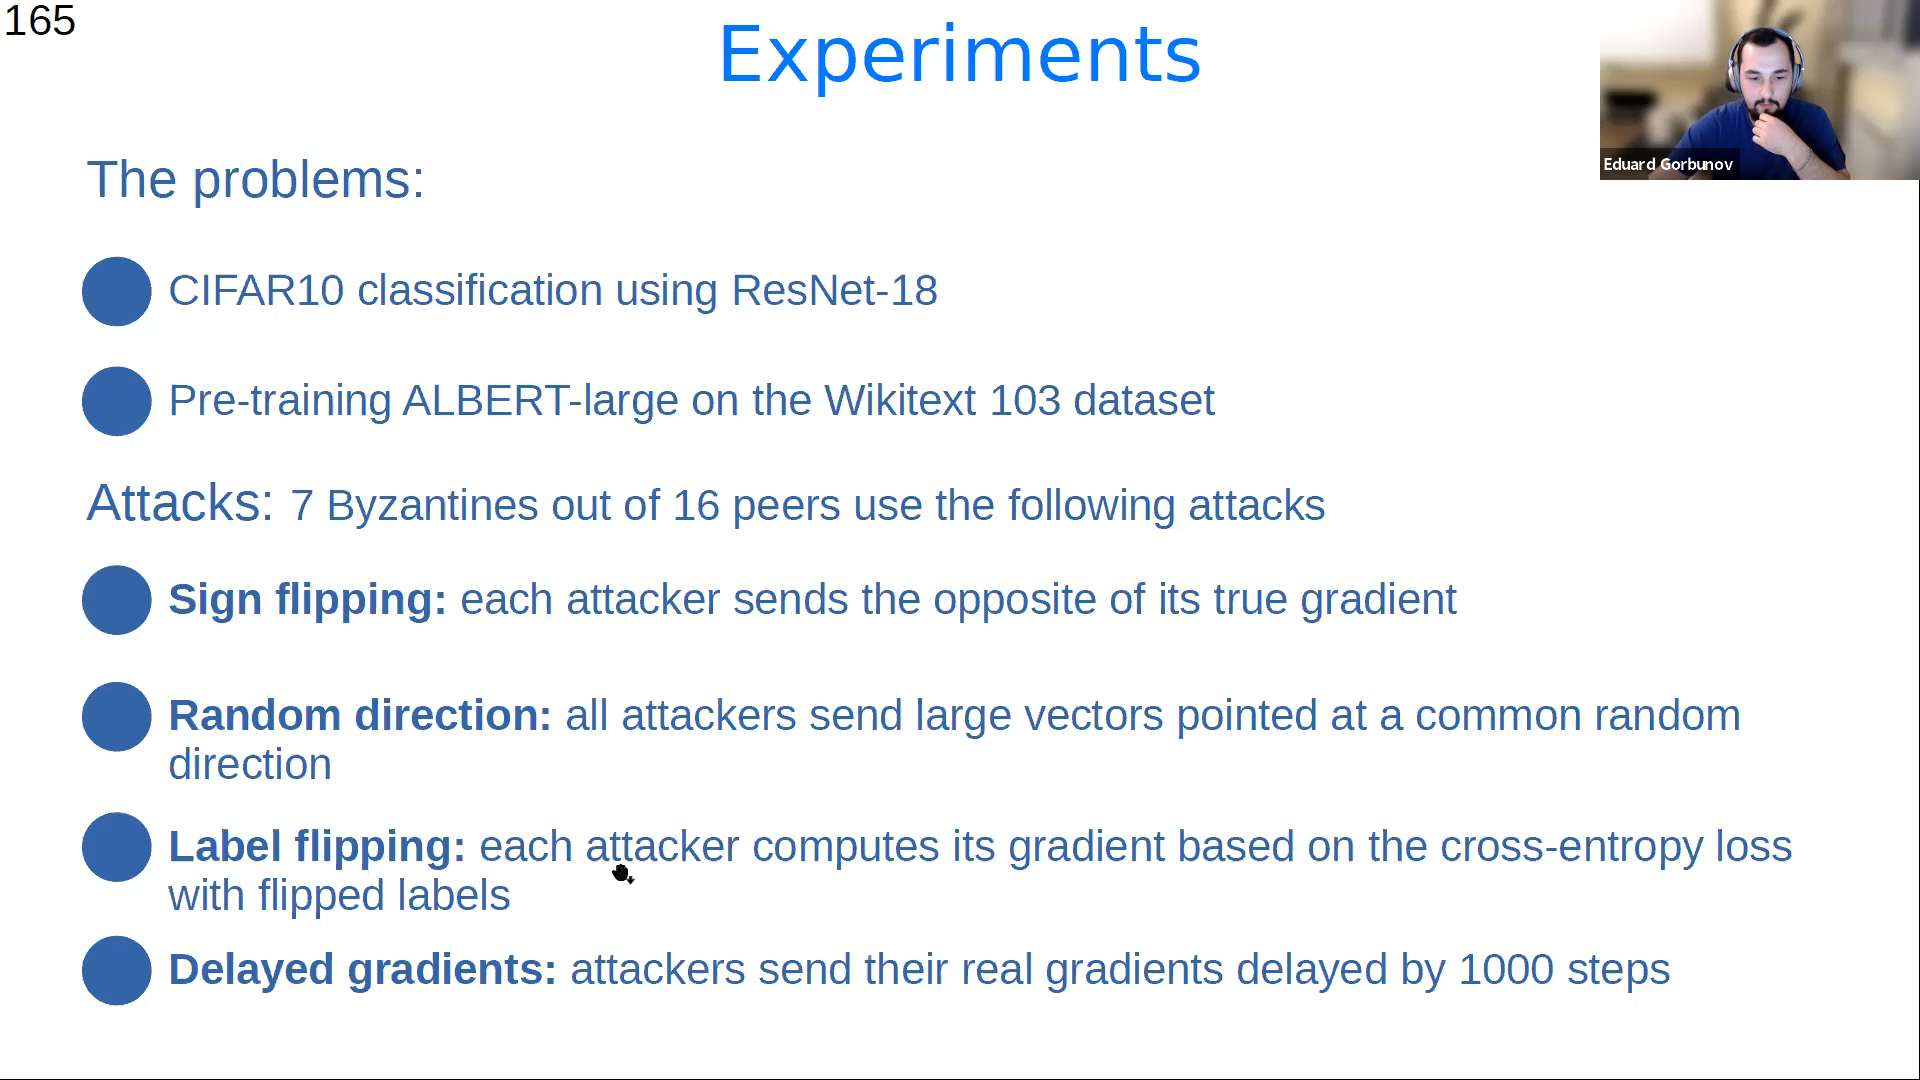 165
Experiments
Eduard Gorbunov
The problems:
CIFAR10 classification using ResNet-18
Pre-training ALBERT-large on the Wikitext 103 dataset
Attacks: 7 Byzantines out of 16 peers use the following attacks
Sign flipping: each attacker sends the opposite of its true gradient
Random direction: all attackers send large vectors pointed at a common random
direction
Label flipping: each attacker computes its gradient based on the cross-entropy loss
with flipped labels
Delayed gradients: attackers send their real gradients delayed by 1000 steps